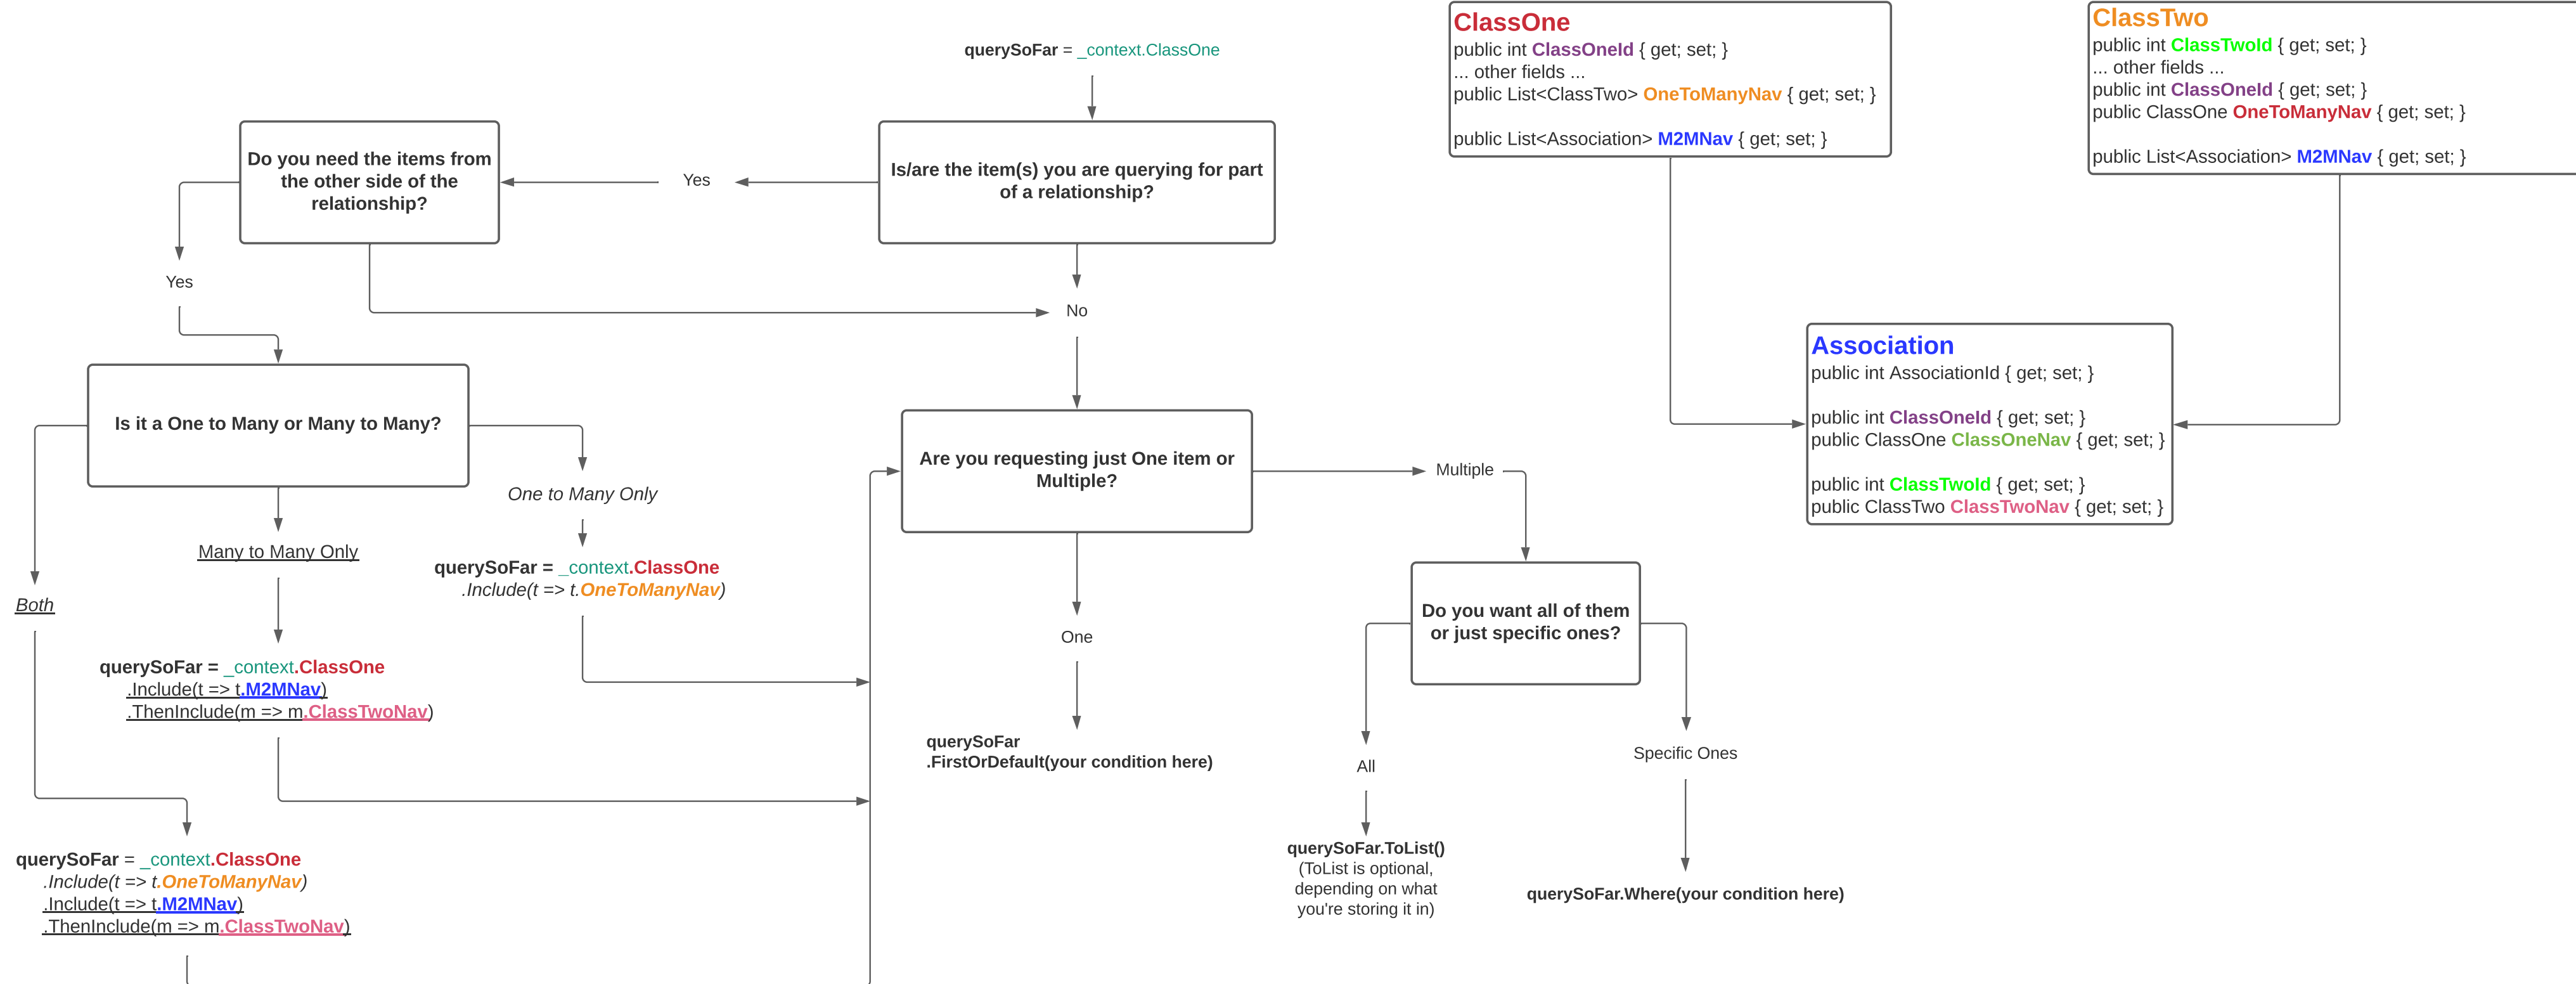 querySoFar = _context.ClassOne
Is/are the item(s) you are querying for part
of a relationship?
Yes
Do you need the items from
the other side of the
relationship?
Yes
No
Is it a One to Many or Many to Many?
One to Many Only
querySoFar = _context.ClassOne
.Include(t => t.OneToManyNav)
Many to Many Only
querySoFar = _context.ClassOne
.Include(t => t.M2MNav)
.ThenInclude(m => m.ClassTwoNav)
Both
querySoFar = _context.ClassOne
.Include(t => t.OneToManyNav)
.Include(t => t.M2MNav)
.ThenInclude(m => m.ClassTwoNav)
Are you requesting just One item or
Multiple?
One
querySoFar
.FirstOrDefault(your condition here)
Multiple
Do you want all of them
or just specific ones?
All
querySoFar.ToList()
(ToList is optional,
depending on what
you're storing it in)
Specific Ones
querySoFar.Where(your condition here)
ClassOne
public int ClassOneId { get; set; }
... other fields ...
public List<ClassTwo> OneToManyNav { get; set; }
public List<Association> M2MNav { get; set; }
ClassTwo
public int ClassTwoId { get; set; }
... other fields ...
public int ClassOneId { get; set; }
public ClassOne OneToManyNav { get; set; }
public List<Association> M2MNav { get; set; }
Association
public int AssociationId { get; set; }
public int ClassOneId { get; set; }
public ClassOne ClassOneNav { get; set; }
public int ClassTwoId { get; set; }
public ClassTwo ClassTwoNav { get; set; }